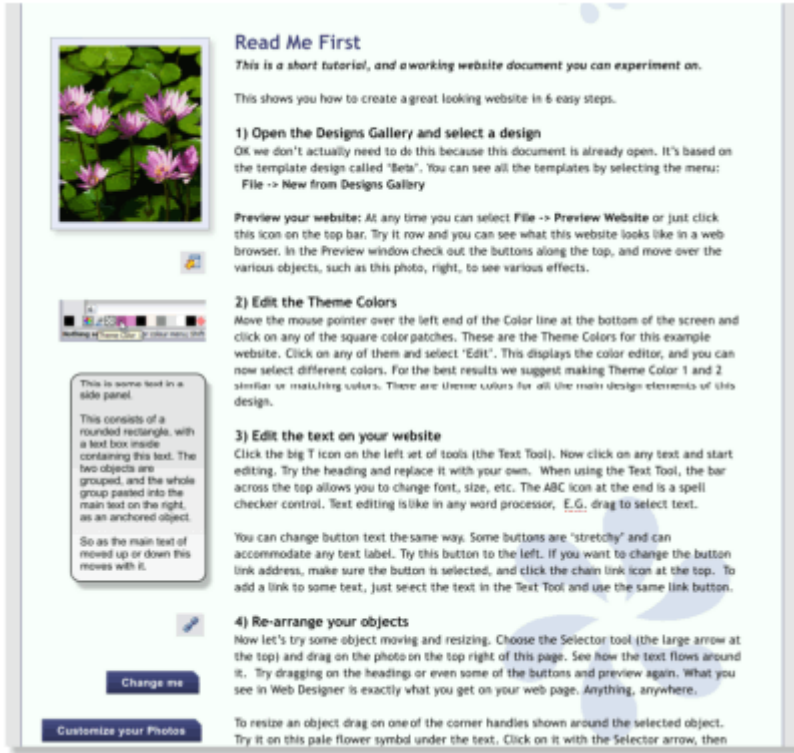 Read Me First
This is a short tutorial, and a working website document you can experiment on.
This shows you how to create a great looking website in 6 easy steps.
1) Open the Designs Gallery and select a design
OK we don't actually need to do this because this document is already open. It's based on
the template design called "Beta". You can see all the templates by selecting the menu:
File -> New from Designs Gallery
Preview your website: At any time you can select File -> Preview Website or just click
this icon on the top bar. Try it now and you can see what this website looks like in a web
browser. In the Preview window check out the buttons along the top, and move over the
various objects, such as this photo, right, to see various effects.
Theme Color
2) Edit the Theme Colors
Move the mouse pointer over the left end of the Color line at the bottom of the screen and
click on any of the square color patches. These are the Theme Colors for this example
website. Click on any of them and select "Edit". This displays the color editor, and you can
now select different colors. For the best results we suggest making Theme Color 1 and 2
similar or matching colors. There are theme colors for all the main design elements of this
design.
This is some text in a
side panel.
This consists of a
rounded rectangle, with
a text box inside
containing this text. The
two objects are
grouped, and the whole
group pasted into the
main text on the right,
as an anchored object.
So as the main text of
moved up or down this
moves with it.
3) Edit the text on your website
Click the big T icon on the left set of tools (the Text Tool). Now click on any text and start
editing. Try the heading and replace it with your own. When using the Text Tool, the bar
across the top allows you to change font, size, etc. The ABC icon at the end is a spell
checker control. Text editing is like in any word processor, E.G. drag to select text.
You can change button text the same way. Some buttons are "stretchy" and can
accommodate any text label. Try this button to the left. If you want to change the button
link address, make sure the button is selected, and click the chain link icon at the top. To
add a link to some text, just select the text in the Text Tool and use the same link button.
4) Re-arrange your objects
Now let's try some object moving and resizing. Choose the Selector tool (the large arrow at
the top) and drag on the photo on the top right of this page. See how the text flows around
it. Try dragging on the headings or even some of the buttons and preview again. What you
see in Web Designer is exactly what you get on your web page. Anything, anywhere.
Change me
Customize your Photos
To resize an object drag on one of the corner handles shown around the selected object.
Try it on this pale flower symbol under the text. Click on it with the Selector arrow, then